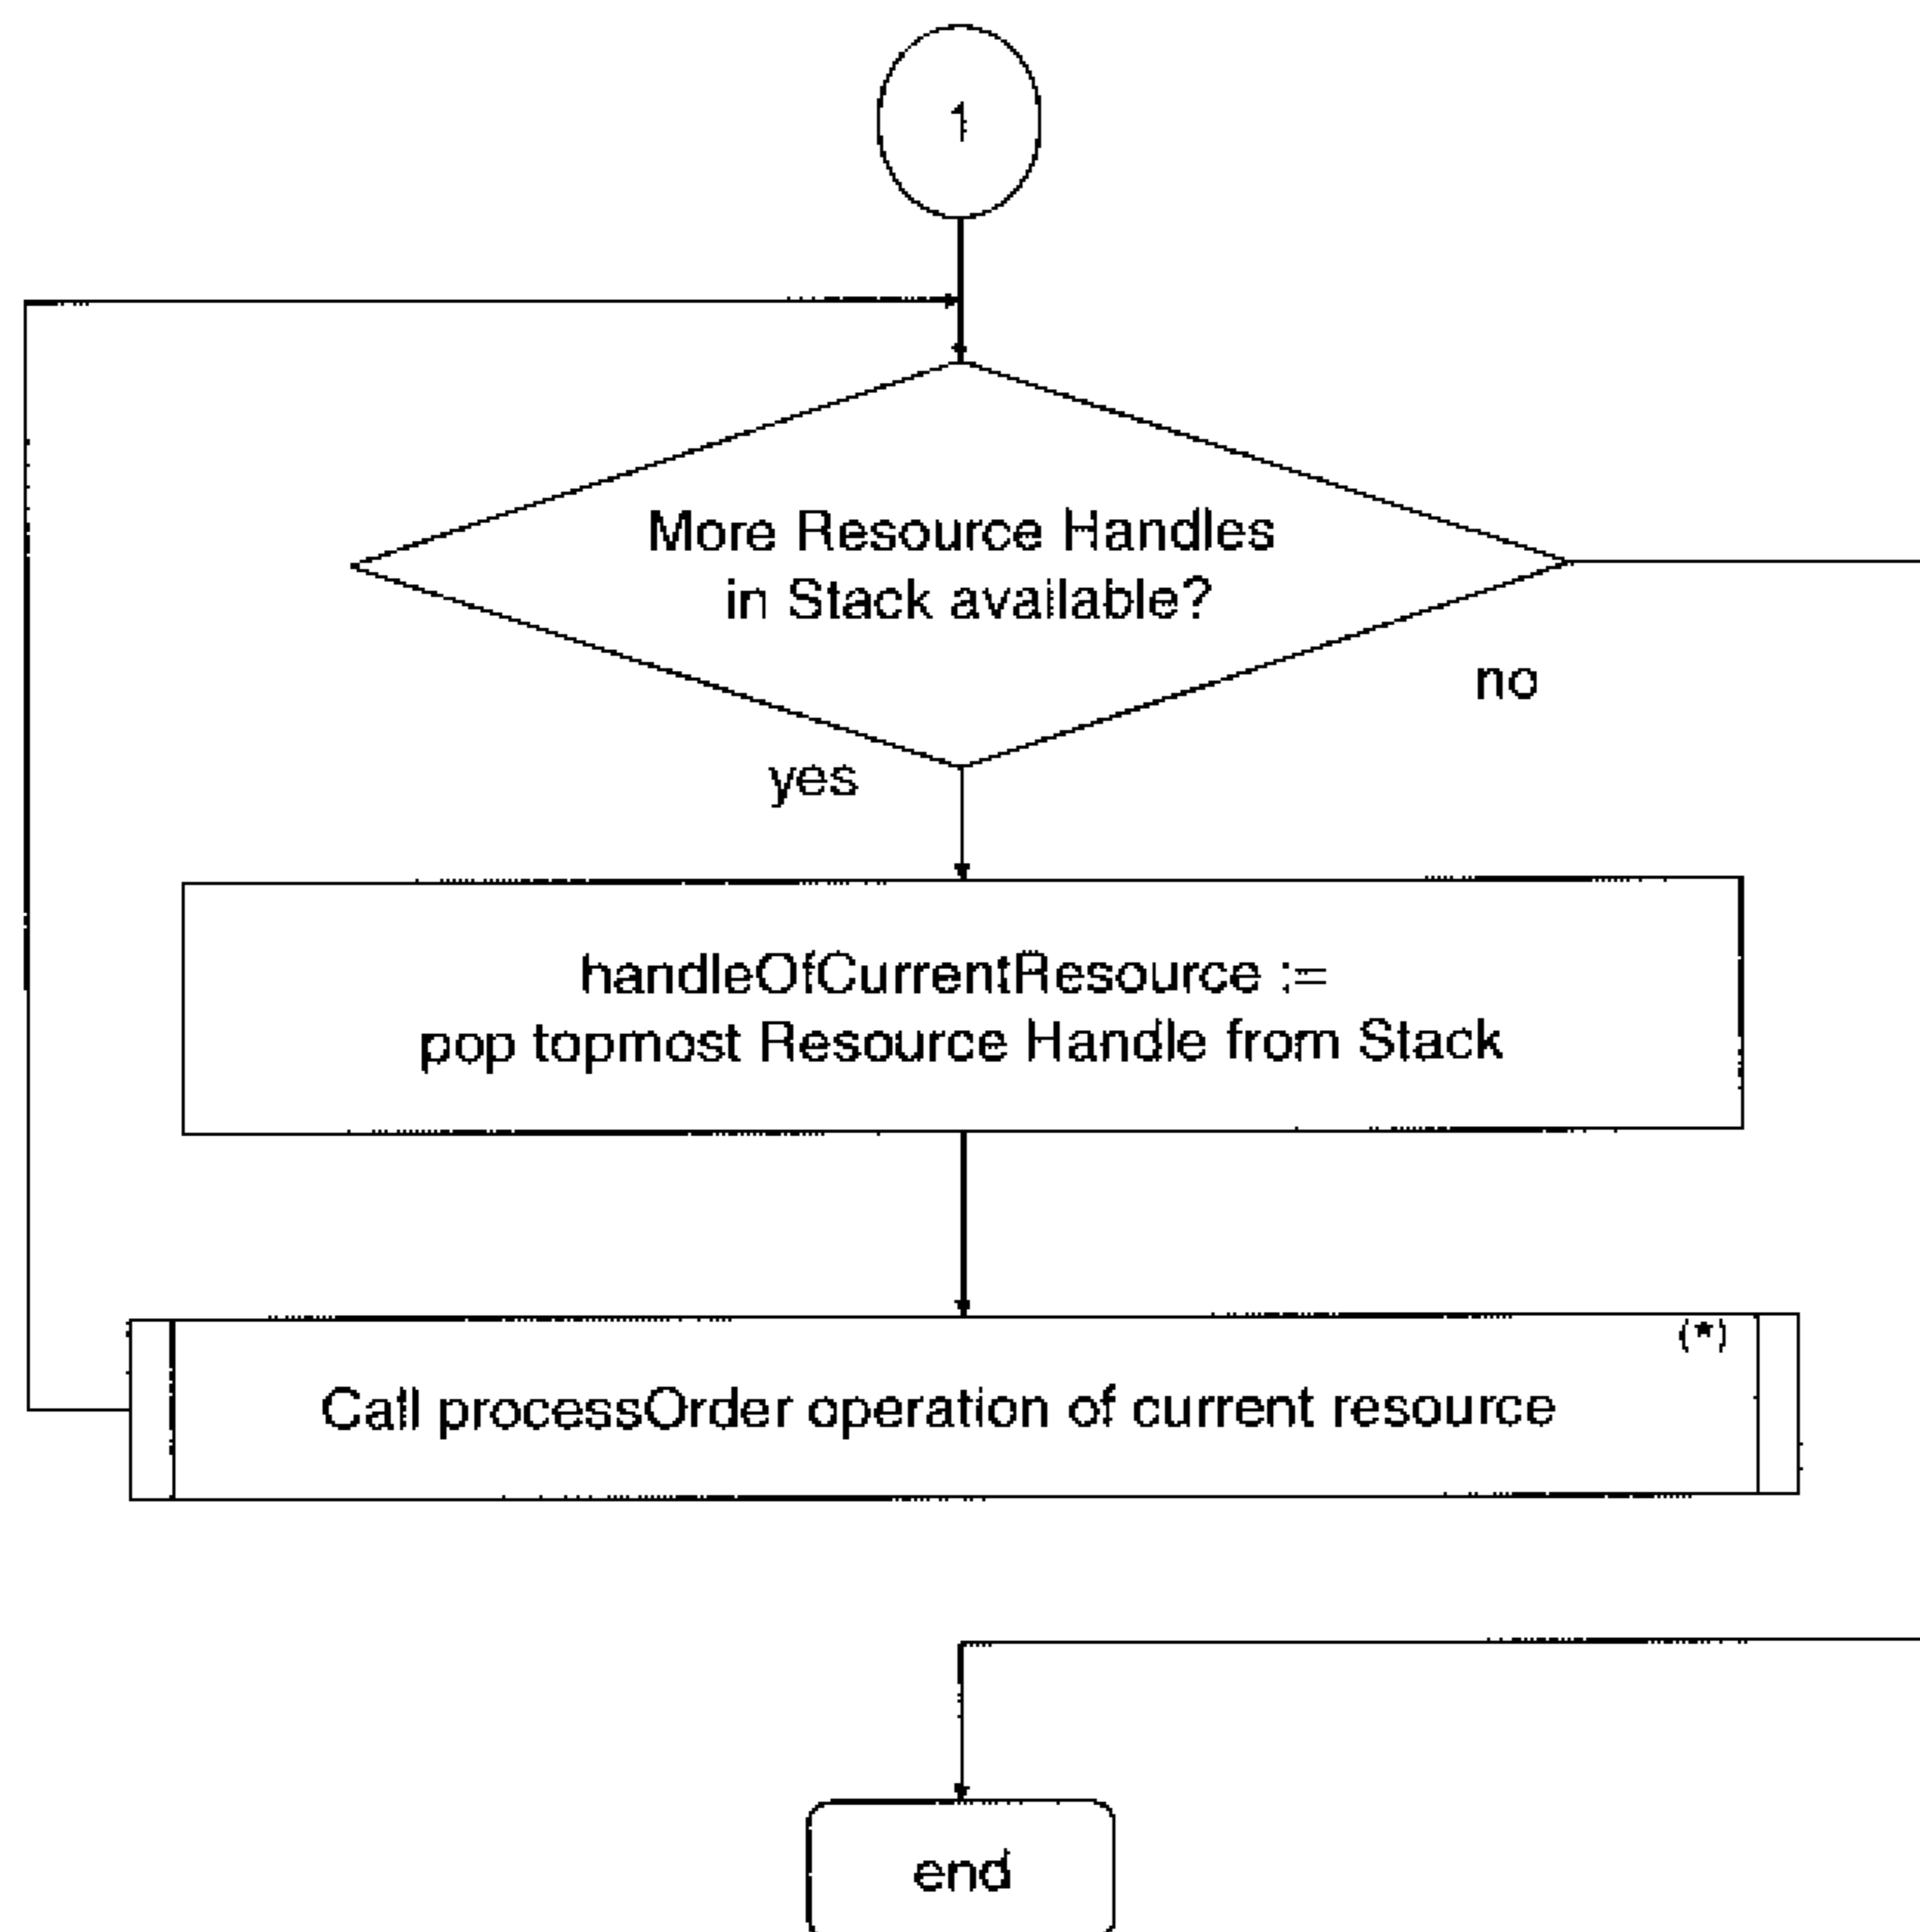 1
More Resource Handles
in Stack available?
no
yes
handleOfCurrentResource :=
pop topmost Resource Handle from Stack
(*)
Call processOrder operation of current resource
end